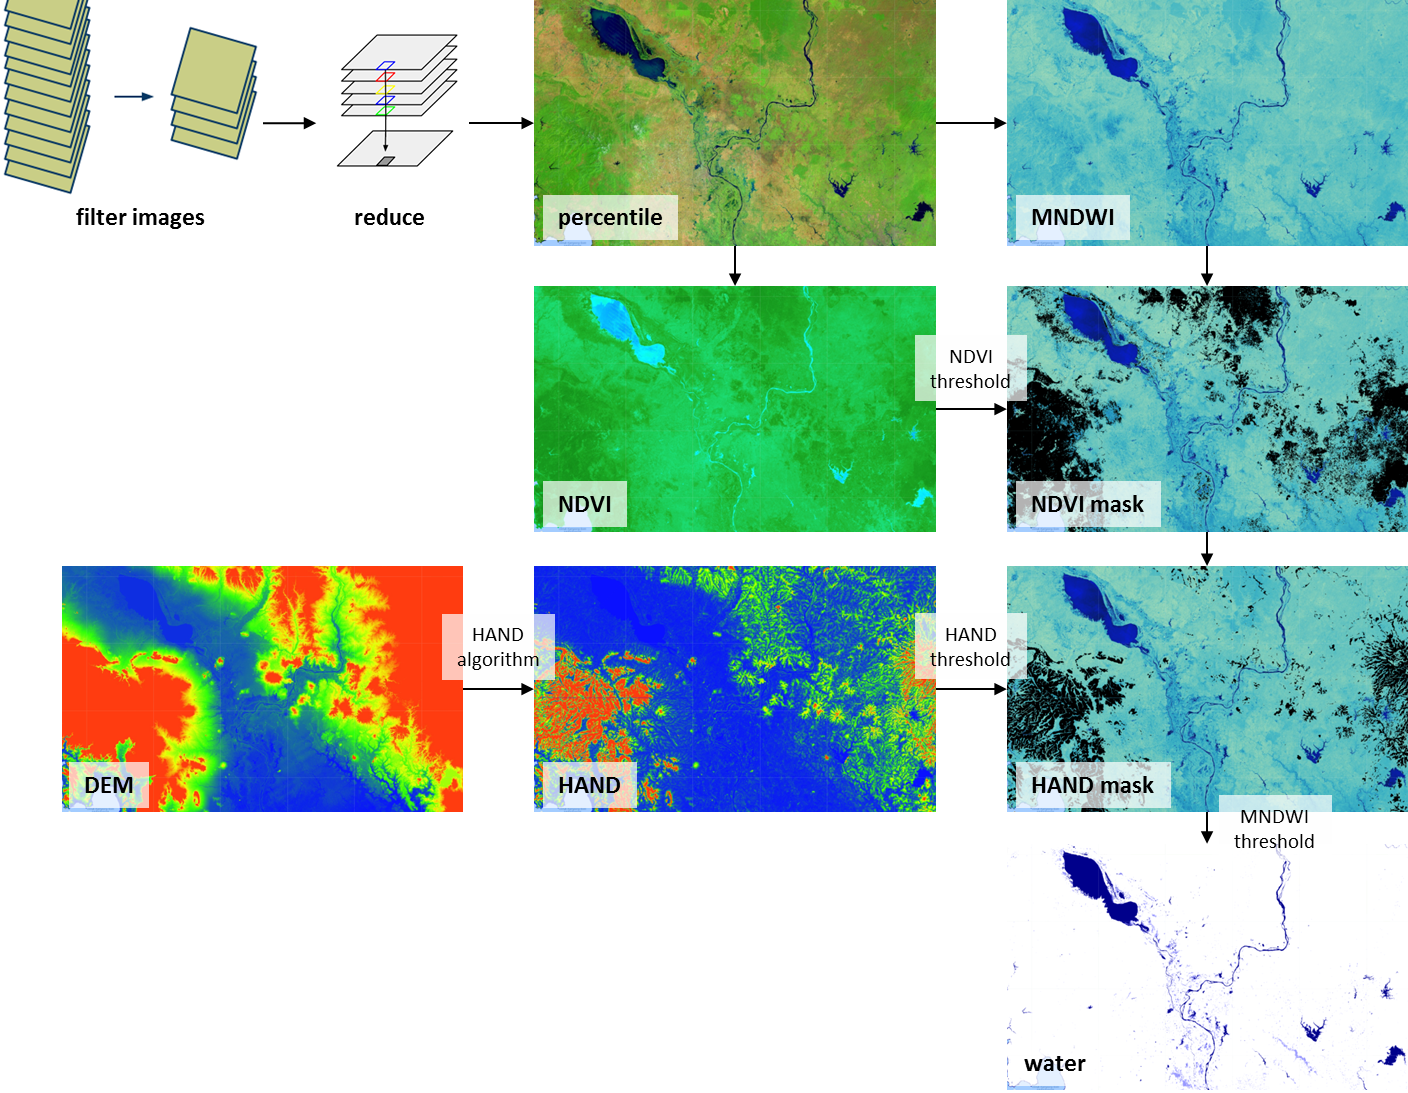 filter images
reduce
percentile
MNDWI
NDVI
threshold
NDVI
NDVI mask
HAND
algorithm
HAND
threshold
DEM
HAND
HAND mask
MNDWI
threshold
water